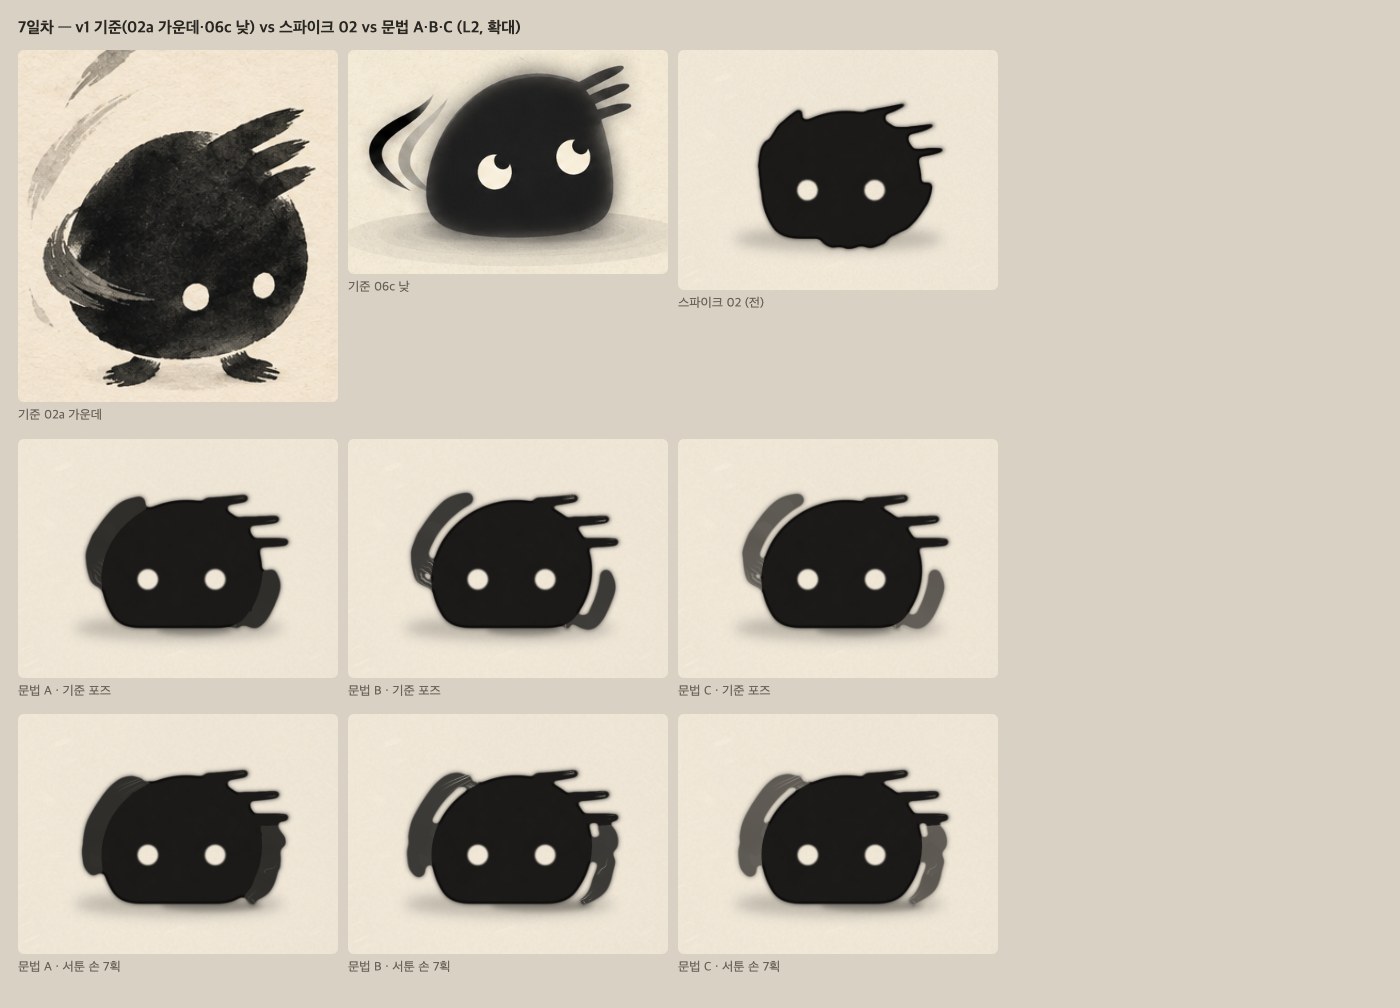 7일차 — v1 기준(02a 가운데·06c 낮) vs 스파이크 02 vs 문법 A·B·C (L2, 확대)
기준 02a 가운데
기준 06c 낮
스파이크 02 (전)
문법 A · 기준 포즈
문법 B · 기준 포즈
문법 C · 기준 포즈
문법 A · 서툰 손 7획
문법 B · 서툰 손 7획
문법 C · 서툰 손 7획